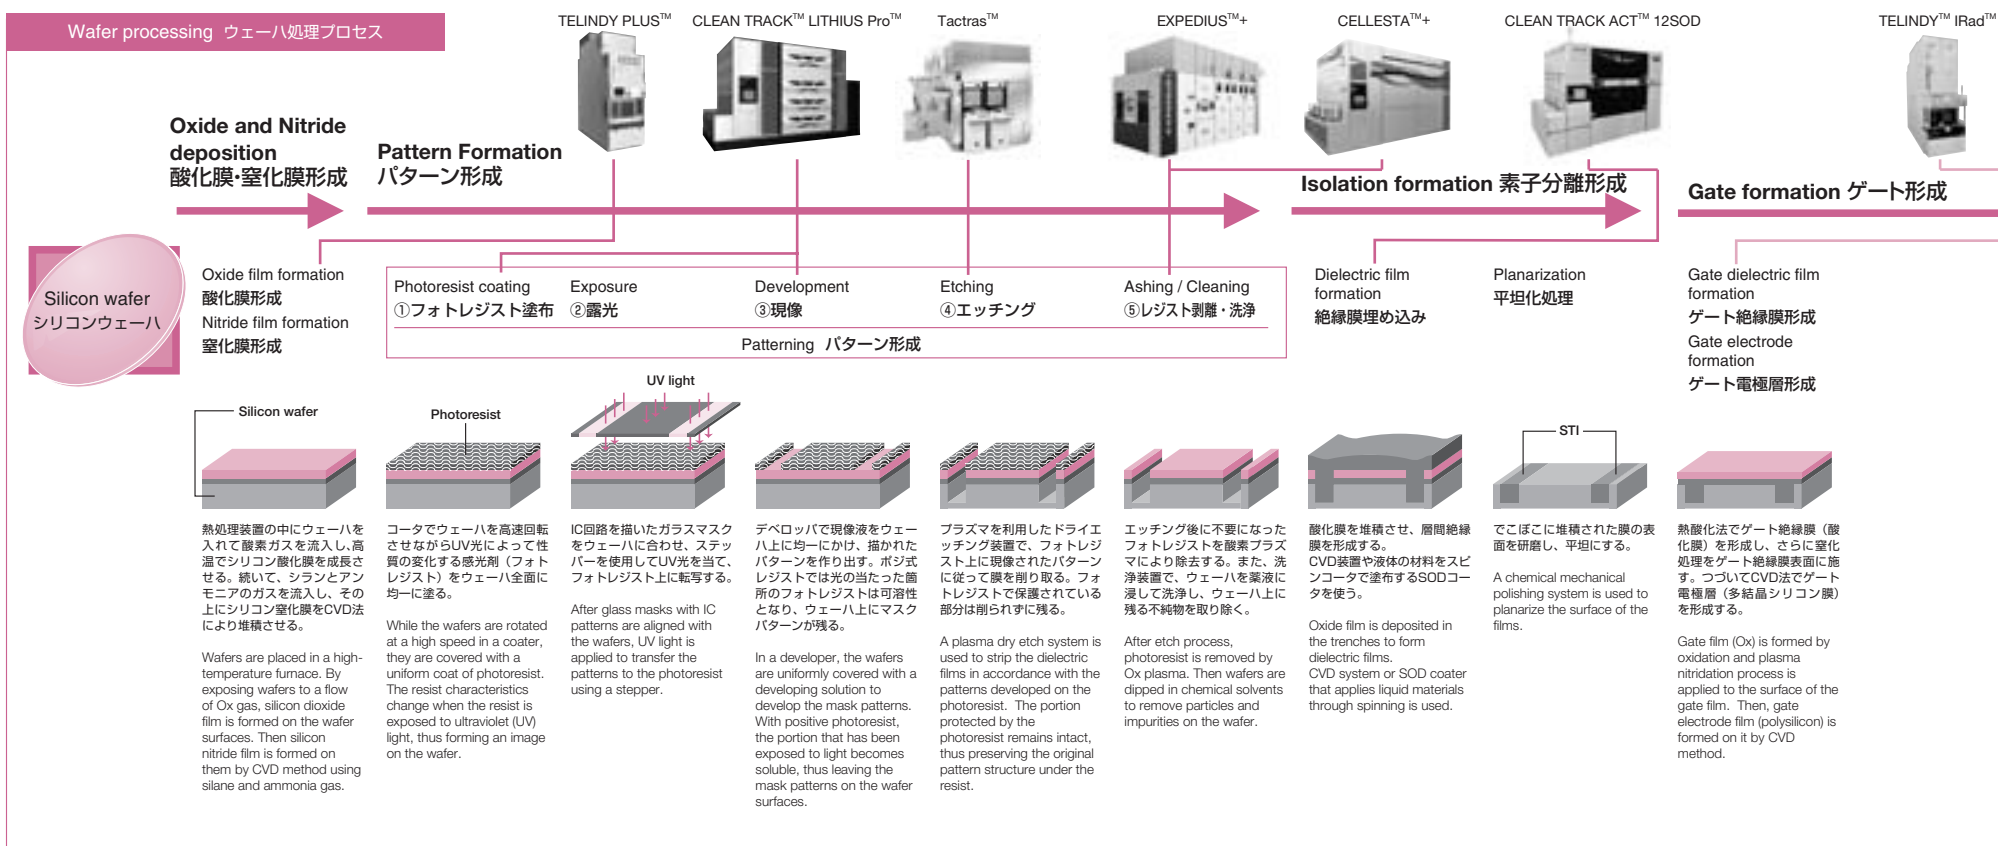 Wafer processing ウェーハ処理プロセス
TELINDY PLUS™
CLEAN TRACK™ LITHIUS Pro™
Tactras™
EXPEDIUS™+
CELLESTA™+
CLEAN TRACK ACT™ 12SOD
TELINDY™ IRad™
Oxide and Nitride
deposition
酸化膜・窒化膜形成
Pattern Formation
パターン形成
Isolation formation 素子分離形成
Gate formation ゲート形成
Silicon wafer
シリコンウェーハ
Oxide film formation
酸化膜形成
Nitride film formation
窒化膜形成
Photoresist coating
①フォトレジスト塗布
Exposure
②露光
Development
③現像
Etching
④エッチング
Ashing / Cleaning
⑤レジスト剥離・洗浄
Patterning パターン形成
Dielectric film
formation
絶縁膜埋め込み
Planarization
平坦化処理
Gate dielectric film
formation
ゲート絶縁膜形成
Gate electrode
formation
ゲート電極層形成
Silicon wafer
Photoresist
UV light
STI
熱処理装置の中にウェーハを
入れて酸素ガスを流入し、高
温でシリコン酸化膜を成長さ
せる。続いて、シランとアン
モニアのガスを流入し、その
上にシリコン窒化膜をCVD法
により堆積させる。
Wafers are placed in a high-
temperature furnace. By
exposing wafers to a flow
of Ox gas, silicon dioxide
film is formed on the wafer
surfaces. Then silicon
nitride film is formed on
them by CVD method using
silane and ammonia gas.
コータでウェーハを高速回転
させながらUV光によって性
質の変化する感光剤（フォト
レジスト）をウェーハ全面に
均一に塗る。
While the wafers are rotated
at a high speed in a coater,
they are covered with a
uniform coat of photoresist.
The resist characteristics
change when the resist is
exposed to ultraviolet (UV)
light, thus forming an image
on the wafer.
IC回路を描いたガラスマスク
をウェーハに合わせ、ステッ
パーを使用してUV光を当て、
フォトレジスト上に転写する。
After glass masks with IC
patterns are aligned with
the wafers, UV light is
applied to transfer the
patterns to the photoresist
using a stepper.
デベロッパで現像液をウェー
ハ上に均一にかけ、描かれた
パターンを作り出す。ポジ式
レジストでは光の当たった箇
所のフォトレジストは可溶性
となり、ウェーハ上にマスク
パターンが残る。
In a developer, the wafers
are uniformly covered with a
developing solution to
develop the mask patterns.
With positive photoresist,
the portion that has been
exposed to light becomes
soluble, thus leaving the
mask patterns on the wafer
surfaces.
プラズマを利用したドライエ
ッチング装置で、フォトレジ
スト上に現像されたパターン
に従って膜を削り取る。フォ
トレジストで保護されている
部分は削られずに残る。
A plasma dry etch system is
used to strip the dielectric
films in accordance with the
patterns developed on the
photoresist. The portion
protected by the
photoresist remains intact,
thus preserving the original
pattern structure under the
resist.
エッチング後に不要になった
フォトレジストを酸素プラズ
マにより除去する。また、洗
浄装置で、ウェーハを薬液に
浸して洗浄し、ウェーハ上に
残る不純物を取り除く。
After etch process,
photoresist is removed by
Ox plasma. Then wafers are
dipped in chemical solvents
to remove particles and
impurities on the wafer.
酸化膜を堆積させ、層間絶縁
膜を形成する。
CVD装置や液体の材料をスピ
ンコータで塗布するSODコー
タを使う。
Oxide film is deposited in
the trenches to form
dielectric films.
CVD system or SOD coater
that applies liquid materials
through spinning is used.
でこぼこに堆積された膜の表
面を研磨し、平坦にする。
A chemical mechanical
polishing system is used to
planarize the surface of the
films.
熱酸化法でゲート絶縁膜（酸
化膜）を形成し、さらに窒化
処理をゲート絶縁膜表面に施
す。つづいてCVD法でゲート
電極層（多結晶シリコン膜）
を形成する。
Gate film (Ox) is formed by
oxidation and plasma
nitridation process is
applied to the surface of the
gate film. Then, gate
electrode film (polysilicon) is
formed on it by CVD
method.